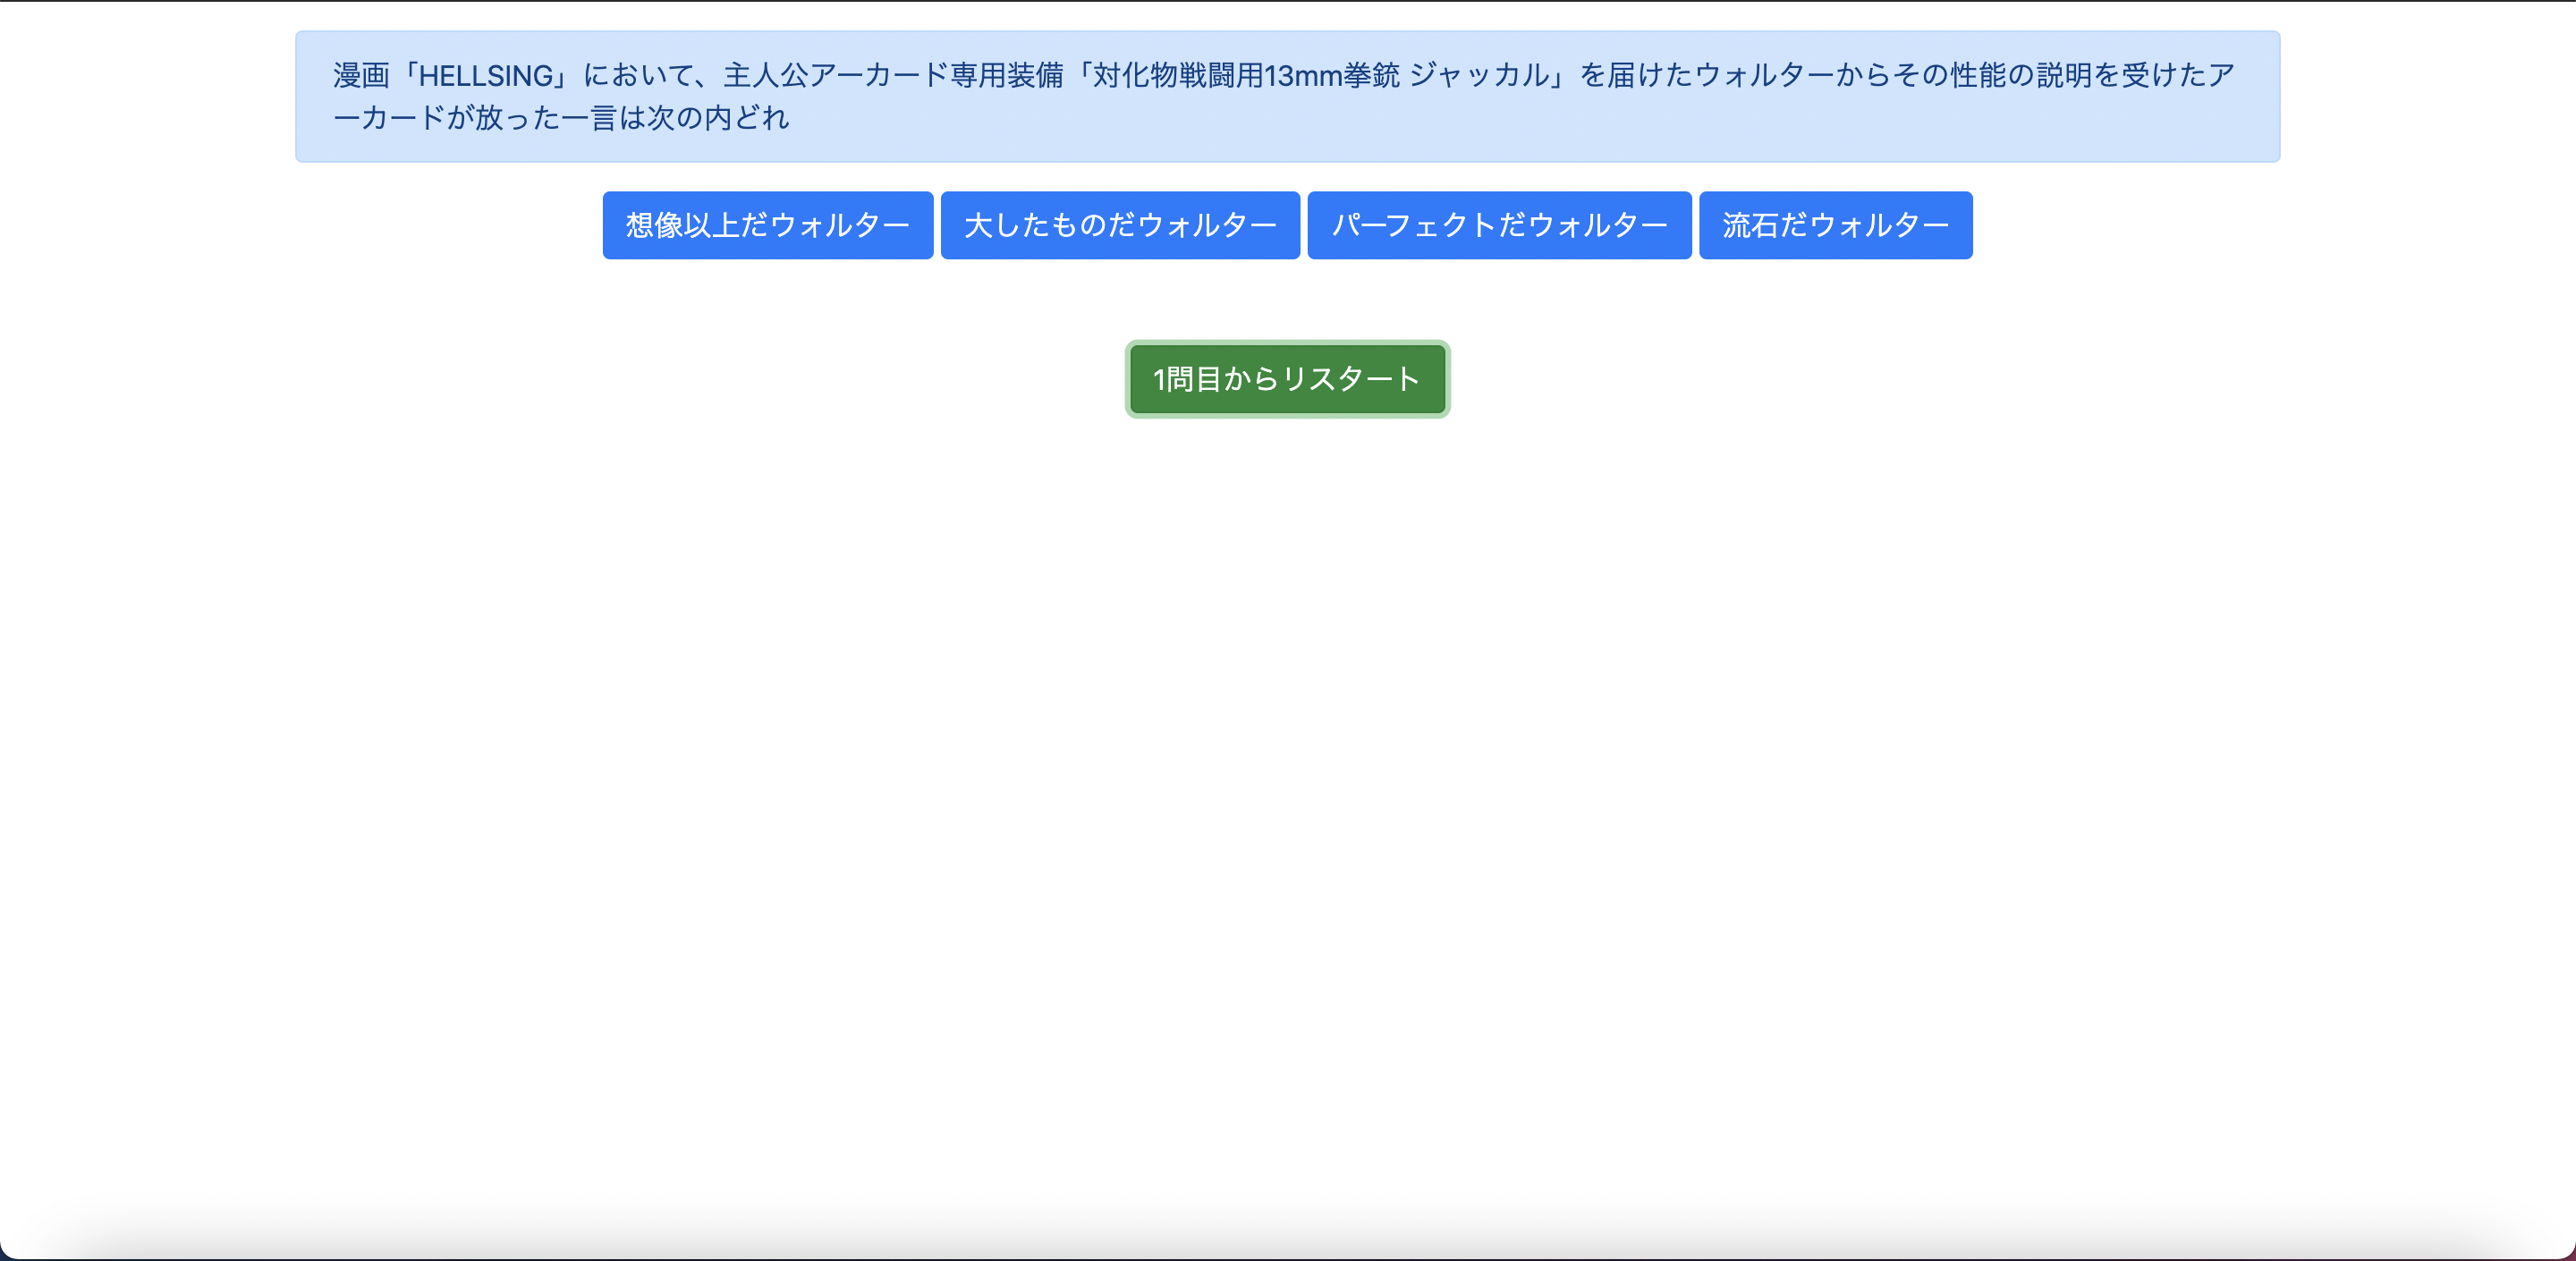 漫画「HELLSING」において、主人公アーカード専用装備「対化物戦闘用13mm拳銃 ジャッカル」を届けたウォルターからその性能の説明を受けたア
ーカードが放った一言は次の内どれ
想像以上だウォルター
大したものだウォルター
パーフェクトだウォルター
流石だウォルター
1問目からリスタート